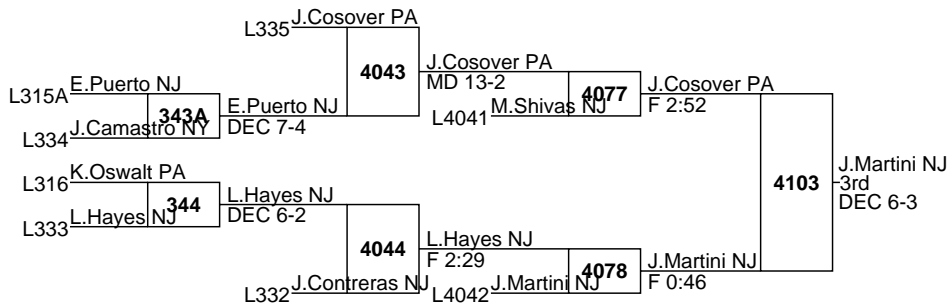 J.Cosover PA
L335
4043
J.Cosover PA
MD 13-2
E.Puerto NJ
L315A
343A
E.Puerto NJ
DEC 7-4
J.Camastro NY
L334
4077
J.Cosover PA
F 2:52
M.Shivas NJ
L4041
K.Oswalt PA
L316
344
L.Hayes NJ
DEC 6-2
L.Hayes NJ
L333
4103
J.Martini NJ
3rd
DEC 6-3
4044
L.Hayes NJ
F 2:29
J.Contreras NJ
L332
4078
J.Martini NJ
F 0:46
J.Martini NJ
L4042